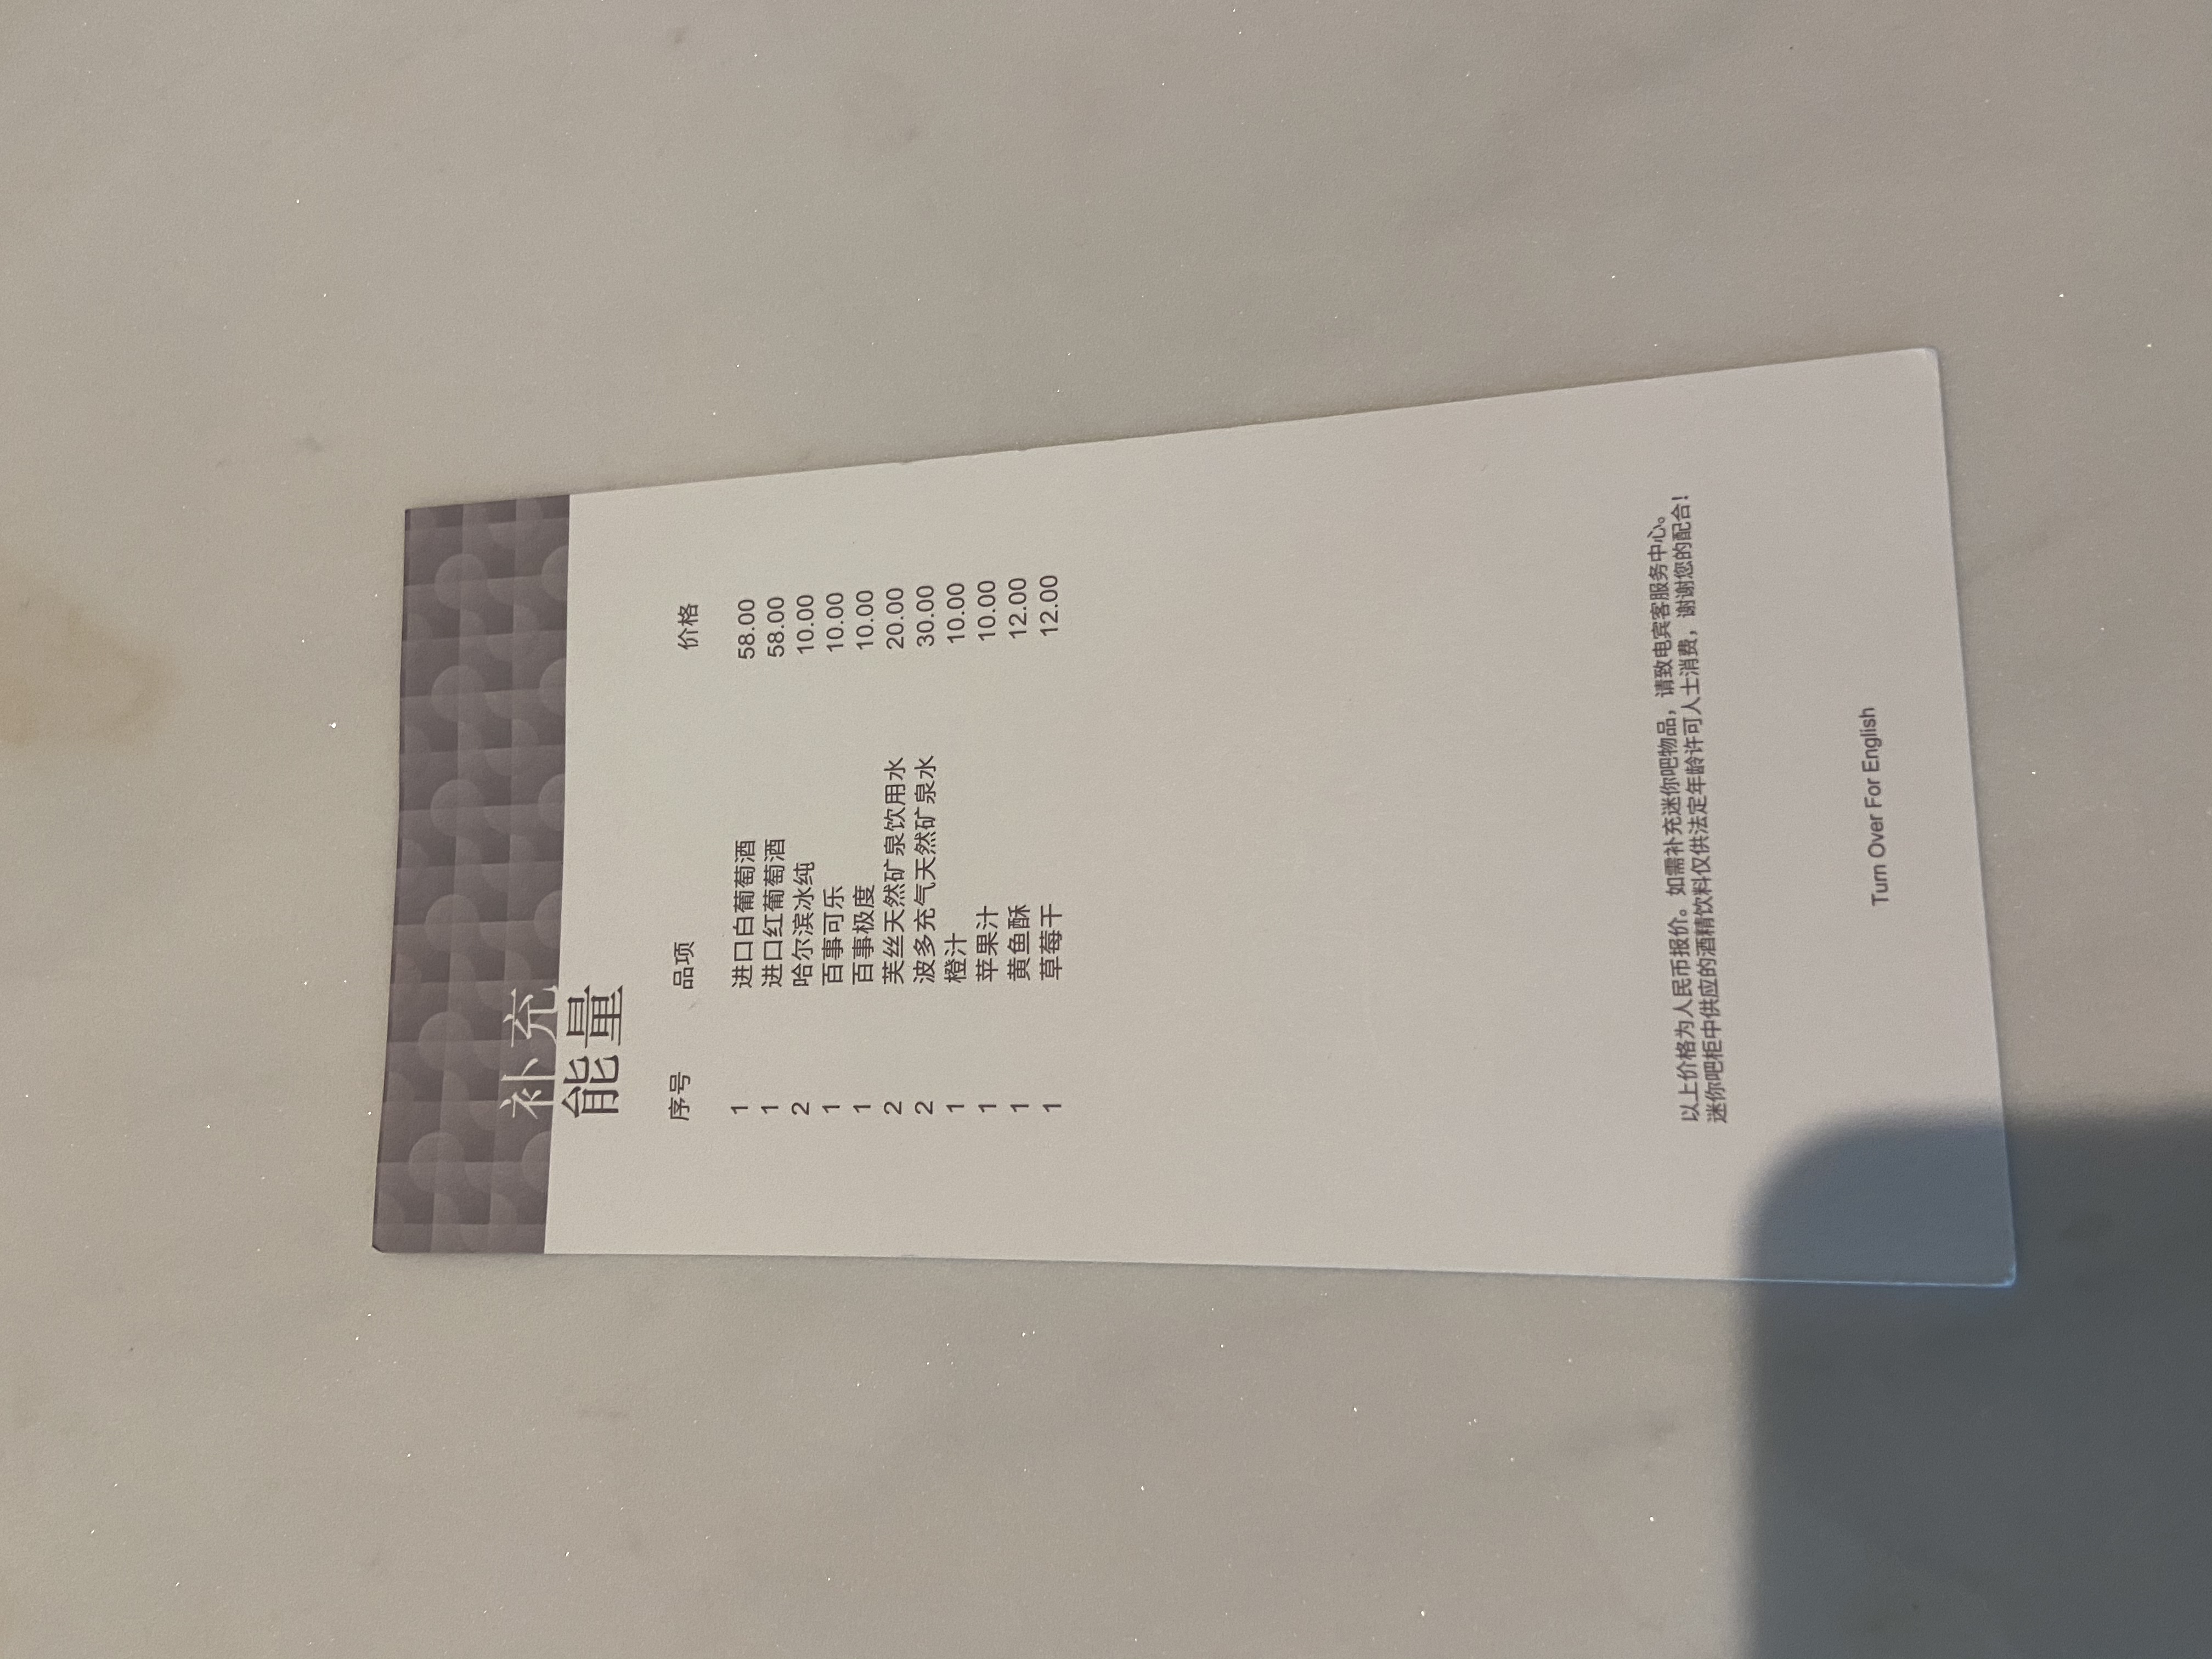 补充
能量
序号 品项 价格
1 进口白葡萄酒 58.00
1 进口红葡萄酒 58.00
2 哈尔滨冰纯 10.00
1 百事可乐 10.00
1 百事极度 10.00
2 芙丝天然矿泉饮用水 20.00
2 波多充气天然矿泉水 30.00
1 橙汁 10.00
1 苹果汁 10.00
1 黄鱼酥 12.00
1 草莓干 12.00
以上价格为人民币报价。如需补充迷你吧物品，请致电宾客服务中心。
迷你吧柜中供应的酒精饮料仅供法定年龄许可人士消费，谢谢您的配合！
Turn Over For English